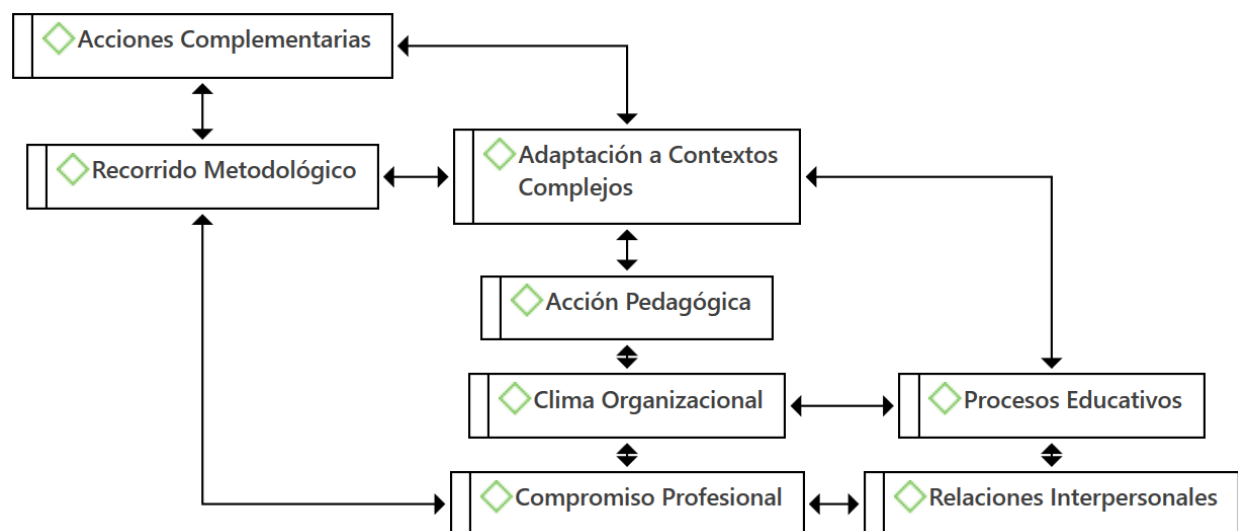 Acciones Complementarias
Recorrido Metodológico
Adaptación a Contextos
Complejos
Acción Pedagógica
Clima Organizacional
Procesos Educativos
Compromiso Profesional
Relaciones Interpersonales